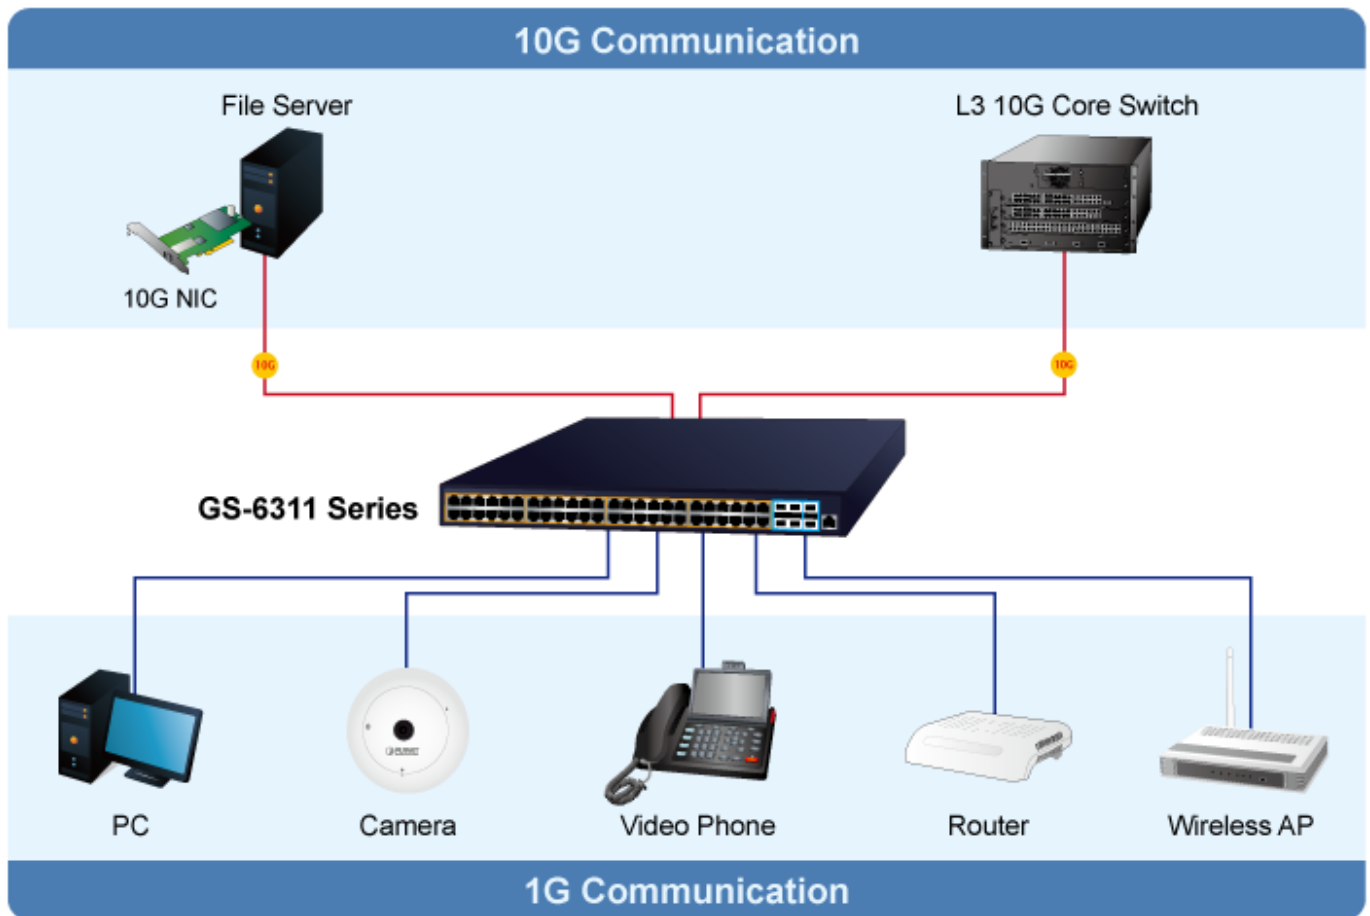 10G Communication
File Server
L3 10G Core Switch
10G NIC
10G
10G
GS-6311 Series
PLANET
PC
Camera
Video Phone
Router
Wireless AP
1G Communication